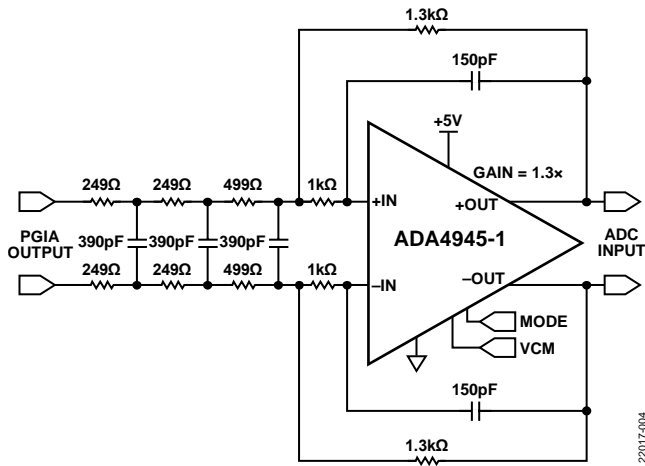 1.3kΩ
150pF
+5V
GAIN = 1.3×
249Ω
249Ω
499Ω
1kΩ
+IN
+OUT
PGIA
OUTPUT
390pF
390pF
390pF
ADA4945-1
ADC
INPUT
249Ω
249Ω
499Ω
1kΩ
–IN
–OUT
MODE
VCM
150pF
1.3kΩ
22017-004